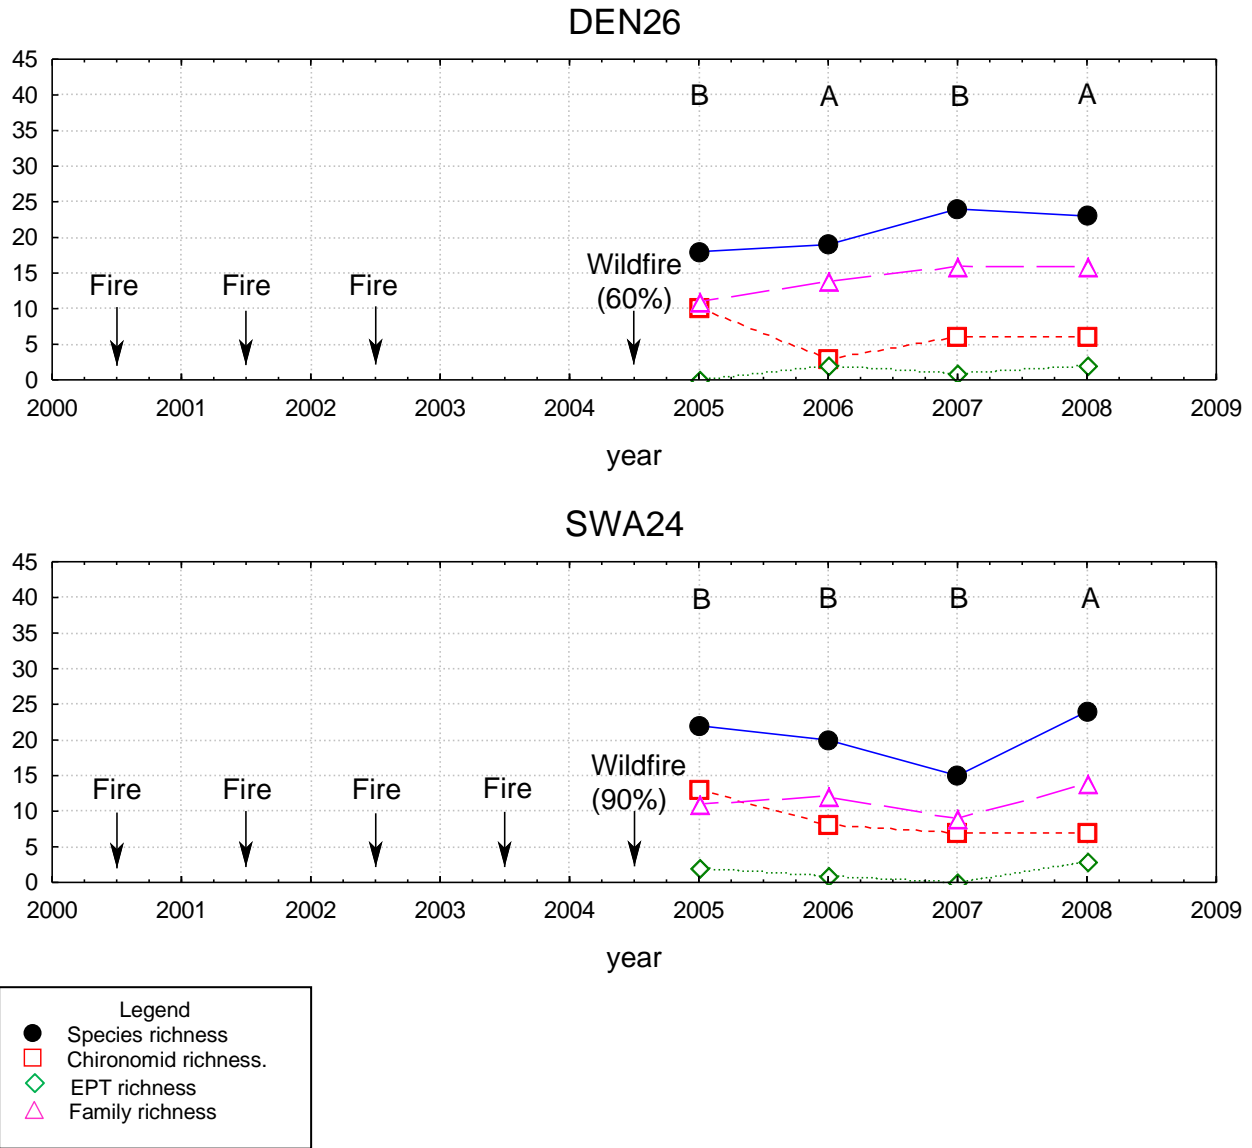 DEN26
45
40
35
30
25
20
15
10
5
0
B A B A
Wildfire
(60%)
Fire Fire Fire
2000 2001 2002 2003 2004 2005 2006 2007 2008 2009
year
SWA24
45
40
35
30
25
20
15
10
5
0
B B B A
Wildfire
(90%)
Fire Fire Fire Fire
2000 2001 2002 2003 2004 2005 2006 2007 2008 2009
year
Legend
Species richness
Chironomid richness.
EPT richness
Family richness